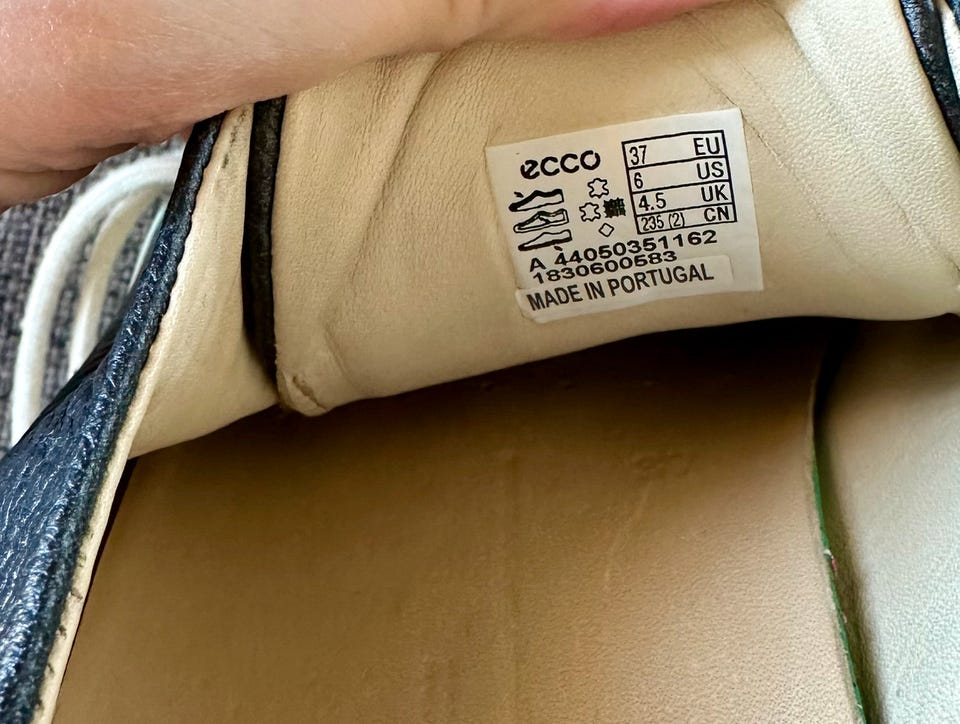 ecco
37 EU
6 US
4.5 UK
235 (2) CN
A 44050351162
1830600583
MADE IN PORTUGAL